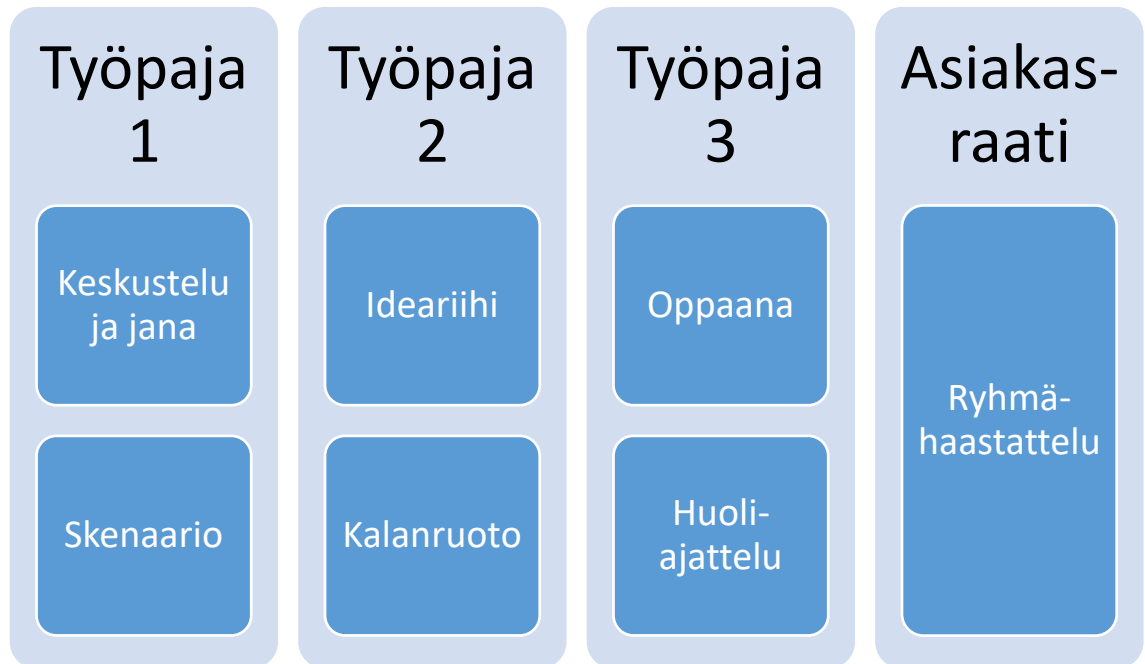 Työpaja
1
Keskustelu
ja jana
Skenaario
Työpaja
2
Ideariihi
Kalanruoto
Työpaja
3
Oppaana
Huoli-
ajattelu
Asiakas-
raati
Ryhmä-
haastattelu